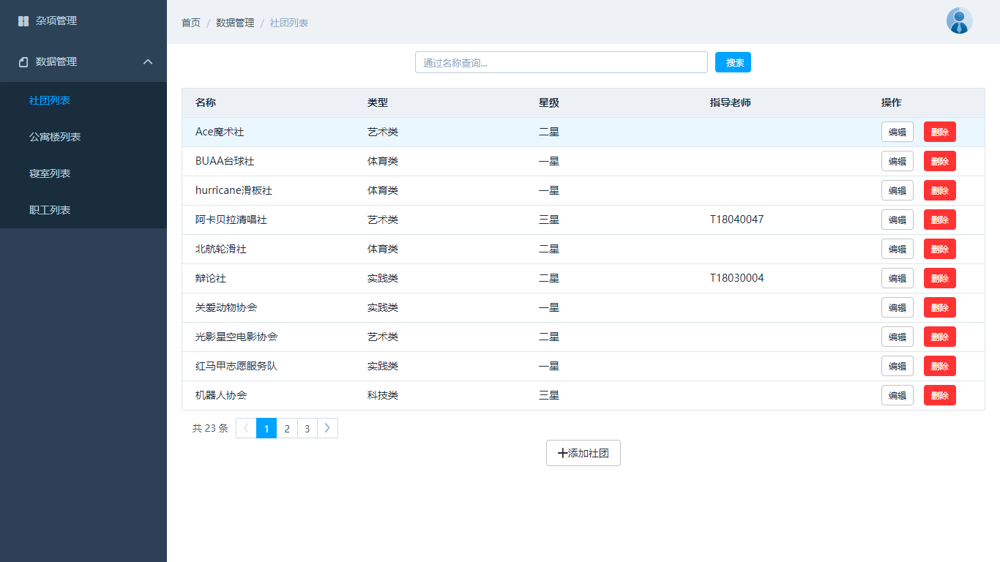 杂项管理
数据管理
社团列表
公寓楼列表
寝室列表
职工列表
首页 / 数据管理 / 社团列表
通过名称查询... 搜索
名称 类型 星级 指导老师 操作
Ace魔术社 艺术类 二星 编辑 删除
BUAA台球社 体育类 一星 编辑 删除
hurricane滑板社 体育类 一星 编辑 删除
阿卡贝拉清唱社 艺术类 三星 T18040047 编辑 删除
北航轮滑社 体育类 二星 编辑 删除
辩论社 实践类 二星 T18030004 编辑 删除
关爱动物协会 实践类 一星 编辑 删除
光影星空电影协会 艺术类 二星 编辑 删除
红马甲志愿服务队 实践类 一星 编辑 删除
机器人协会 科技类 三星 编辑 删除
共 23 条 1 2 3
添加社团